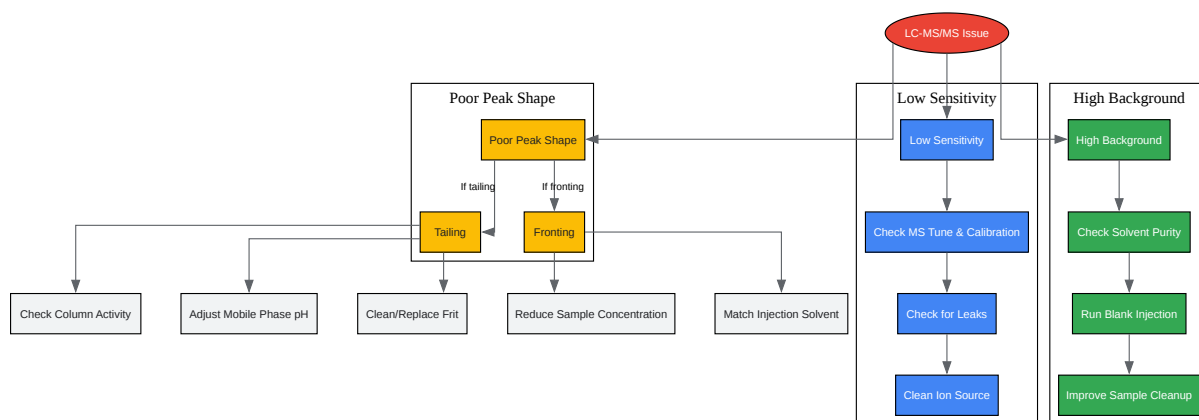 LC-MS/MS Issue
Poor Peak Shape
Low Sensitivity
High Background
Poor Peak Shape
Low Sensitivity
High Background
If tailing
If fronting
Tailing
Fronting
Check MS Tune & Calibration
Check Solvent Purity
Check Column Activity
Adjust Mobile Phase pH
Clean/Replace Frit
Reduce Sample Concentration
Match Injection Solvent
Check for Leaks
Run Blank Injection
Clean Ion Source
Improve Sample Cleanup